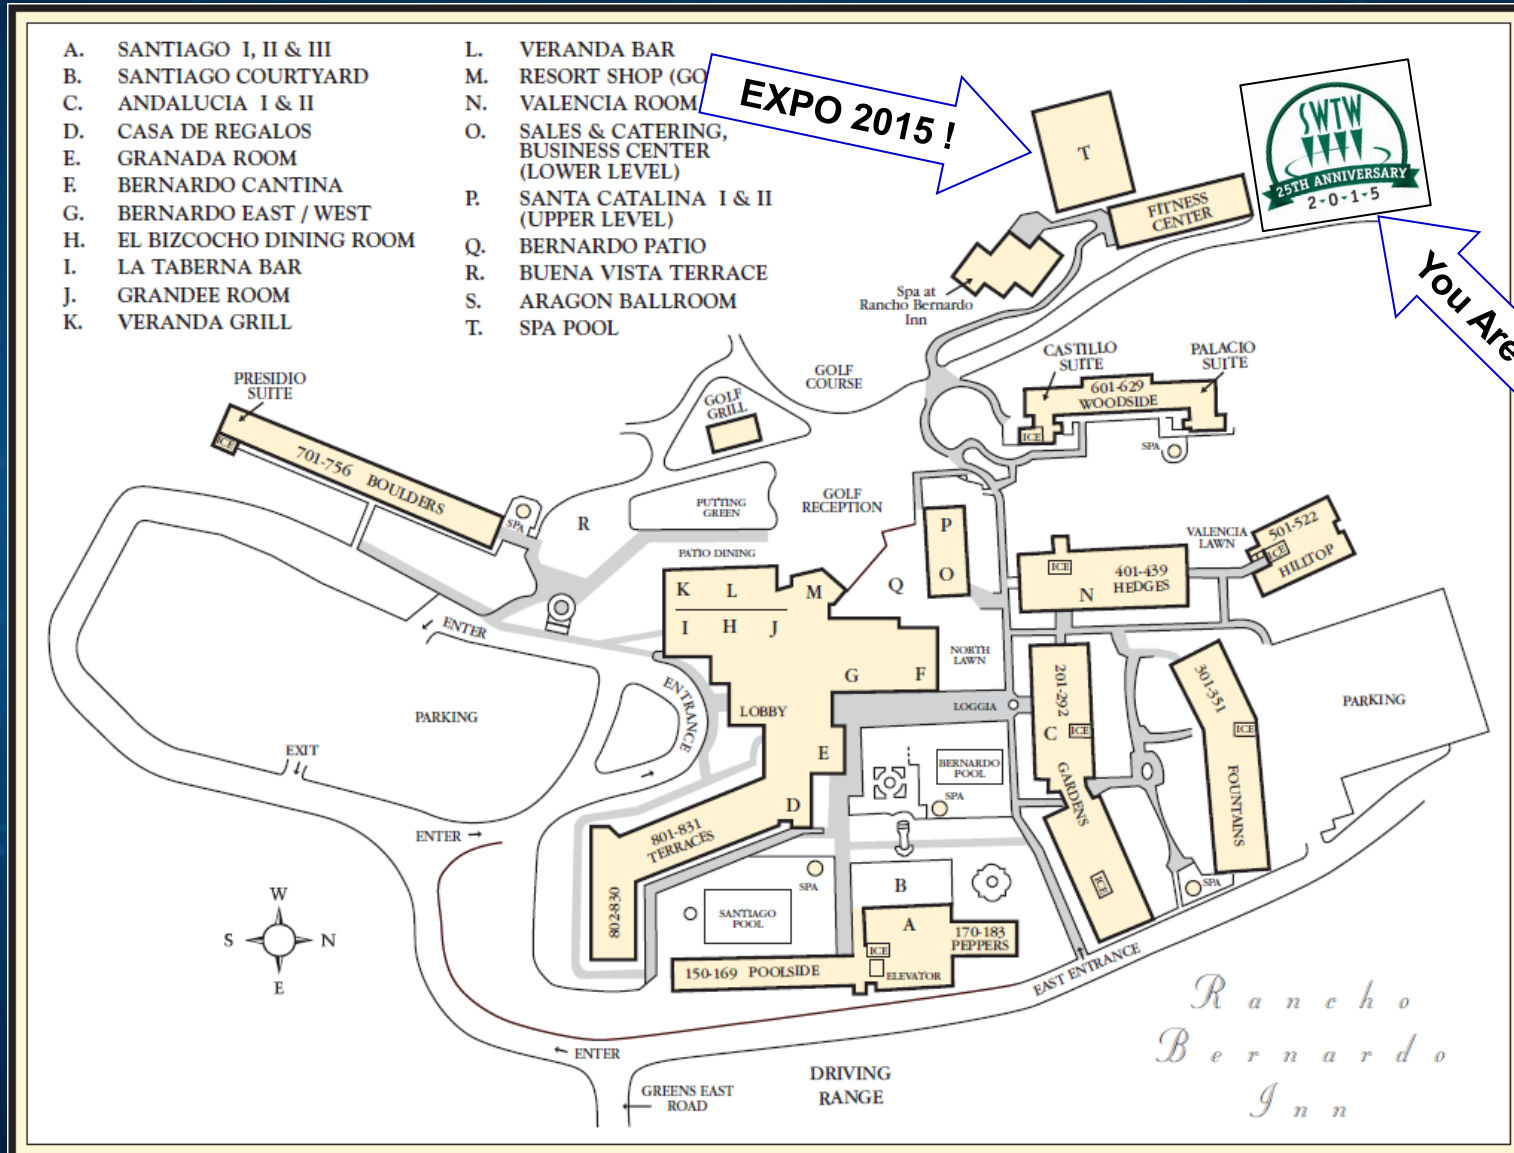 A. SANTIAGO I, II & III
B. SANTIAGO COURTYARD
C. ANDALUCIA I & II
D. CASA DE REGALOS
E. GRANADA ROOM
F. BERNARDO CANTINA
G. BERNARDO EAST / WEST
H. EL BIZCOCHO DINING ROOM
I. LA TABERNA BAR
J. GRANDEE ROOM
K. VERANDA GRILL
L. VERANDA BAR
M. RESORT SHOP (GO
N. VALENCIA ROOM
O. SALES & CATERING,
BUSINESS CENTER
(LOWER LEVEL)
P. SANTA CATALINA I & II
(UPPER LEVEL)
Q. BERNARDO PATIO
R. BUENA VISTA TERRACE
S. ARAGON BALLROOM
T. SPA POOL
EXPO 2015 !
T
SWTW
25TH ANNIVERSARY
2-0-1-5
You Are
FITNESS
CENTER
Spa at
Rancho Bernardo
Inn
CASTILLO
SUITE
PALACIO
SUITE
601-629
WOODSIDE
ICE
SPA
GOLF
COURSE
GOLF
GRILL
PRESIDIO
SUITE
ICE
701-756 BOULDERS
SPA
R
PUTTING
GREEN
GOLF
RECEPTION
PATIO DINING
P
O
Q
VALENCIA
LAWN
501-522
ICE
HILLTOP
ICE
401-439
HEDGES
N
K L M
I H J
G F
NORTH
LAWN
LOGGIA
ENTER
ENTRANCE
LOBBY
PARKING
EXIT
E
D
BERNARDO
POOL
SPA
201-292
C ICE
GARDENS
ICE
301-351
ICE
FOUNTAINS
SPA
PARKING
ENTER
801-831
TERRACES
802-830
SPA
SANTIAGO
POOL
B
A
ICE
ELEVATOR
170-183
PEPPERS
150-169 POOLSIDE
EAST ENTRANCE
W
S N
E
ENTER
GREENS EAST
ROAD
DRIVING
RANGE
Rancho
Bernardo
Inn